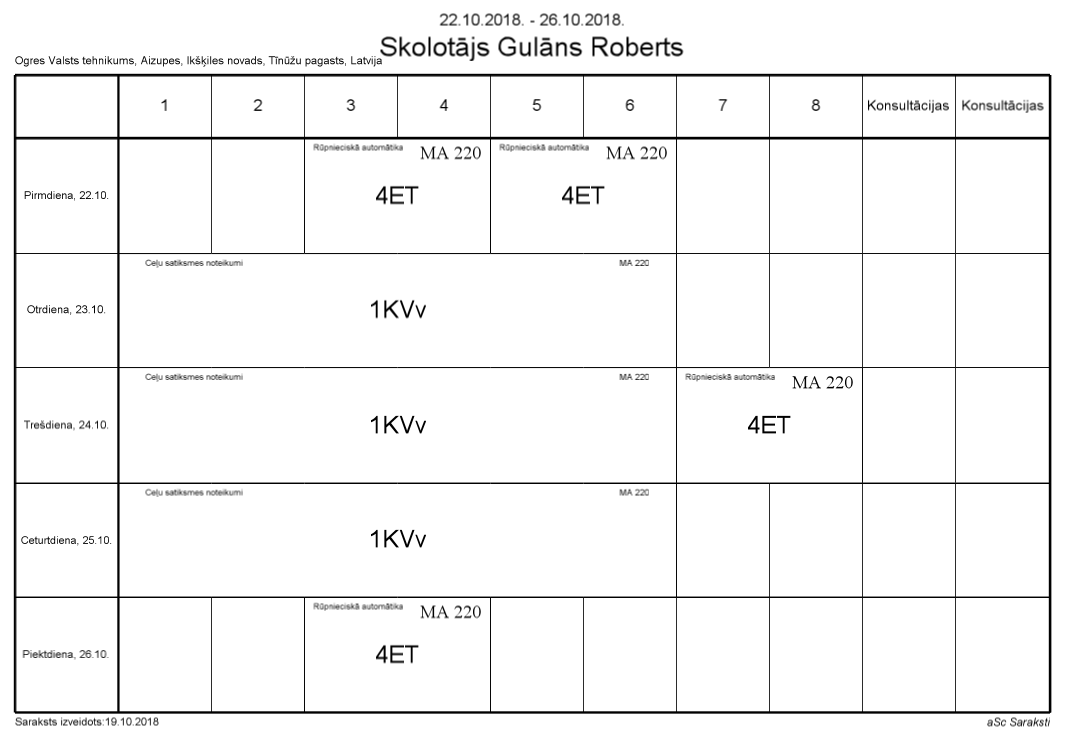 22.10.2018. - 26.10.2018.
Skolotājs Gulāns Roberts
Ogres Valsts tehnikums, Aizupes, Ikšķiles novads, Tīnūžu pagasts, Latvija
1 2 3 4 5 6 7 8 Konsultācijas Konsultācijas
Pirmdiena, 22.10.
Rūpnieciskā automātika MA 220
4ET
Rūpnieciskā automātika MA 220
4ET
Otrdiena, 23.10.
Ceļu satiksmes noteikumi MA 220
1KVv
Trešdiena, 24.10.
Ceļu satiksmes noteikumi MA 220
1KVv
Rūpnieciskā automātika MA 220
4ET
Ceturtdiena, 25.10.
Ceļu satiksmes noteikumi MA 220
1KVv
Piektdiena, 26.10.
Rūpnieciskā automātika MA 220
4ET
Saraksts izveidots:19.10.2018
aSc Saraksti